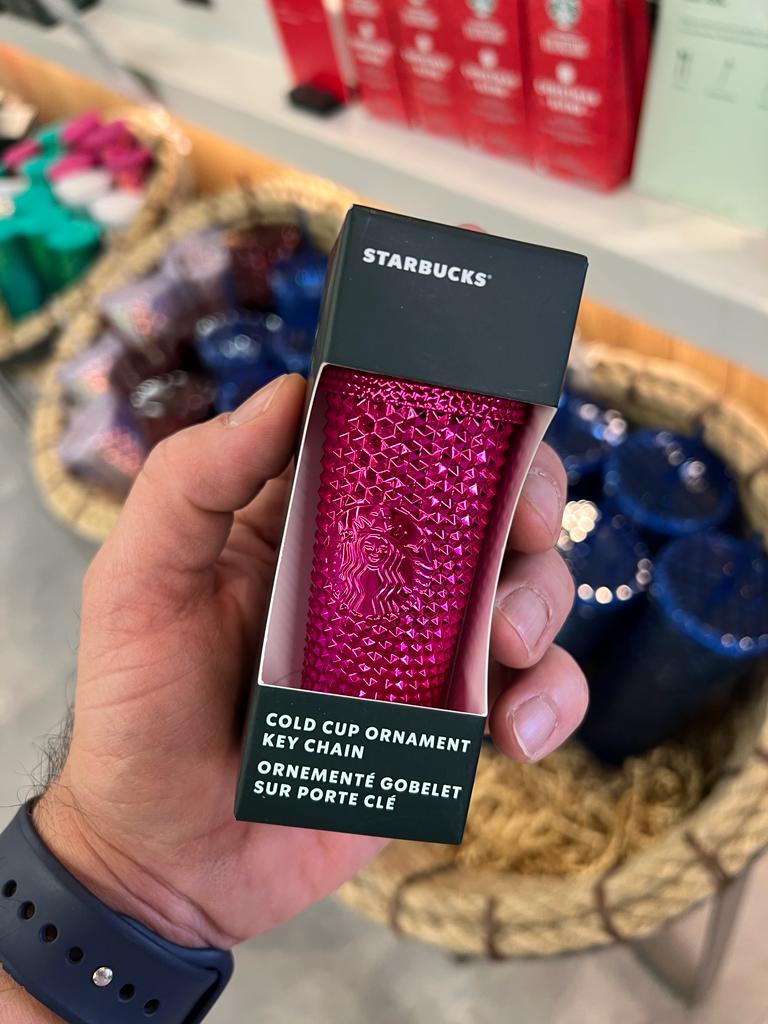 STARBUCKS®
COLD CUP ORNAMENT
KEY CHAIN
ORNEMENTÉ GOBELET
SUR PORTE CLÉ